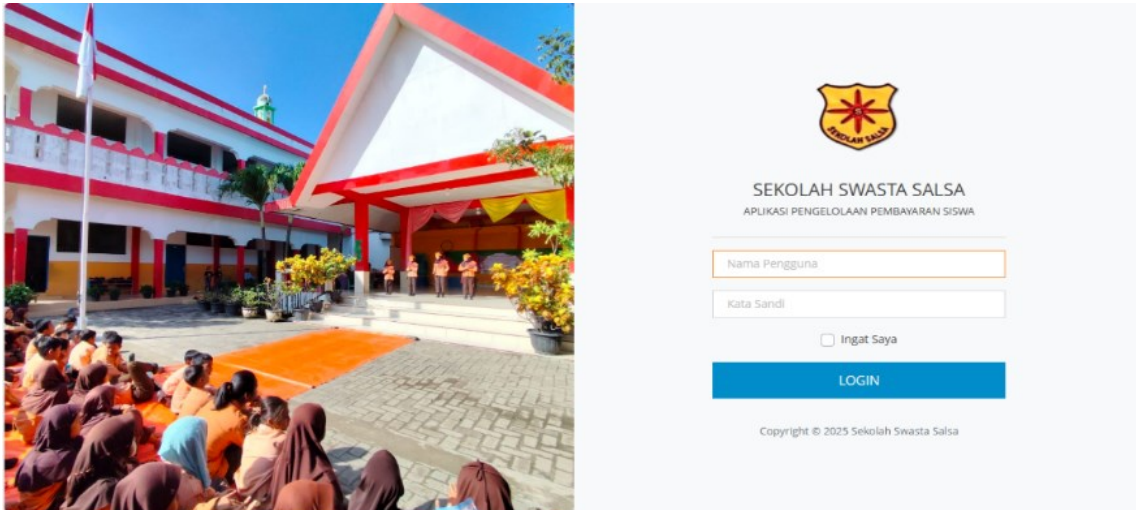 SEKOLAH SALSA
SEKOLAH SWASTA SALSA
APLIKASI PENGELOLAAN PEMBAYARAN SISWA
Nama Pengguna
Kata Sandi
Ingat Saya
LOGIN
Copyright © 2025 Sekolah Swasta Salsa